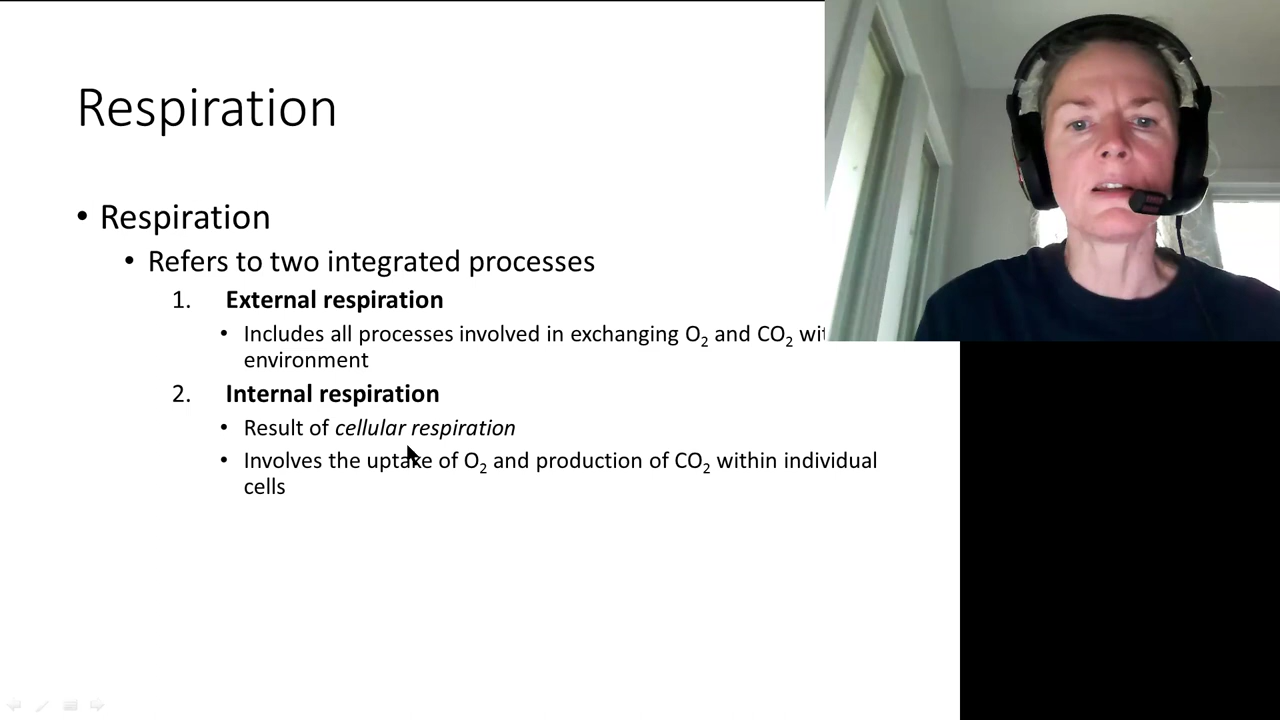 Respiration
• Respiration
• Refers to two integrated processes
1. External respiration
• Includes all processes involved in exchanging O₂ and CO₂
environment
2. Internal respiration
• Result of cellular respiration
• Involves the uptake of O₂ and production of CO₂ within individual
cells